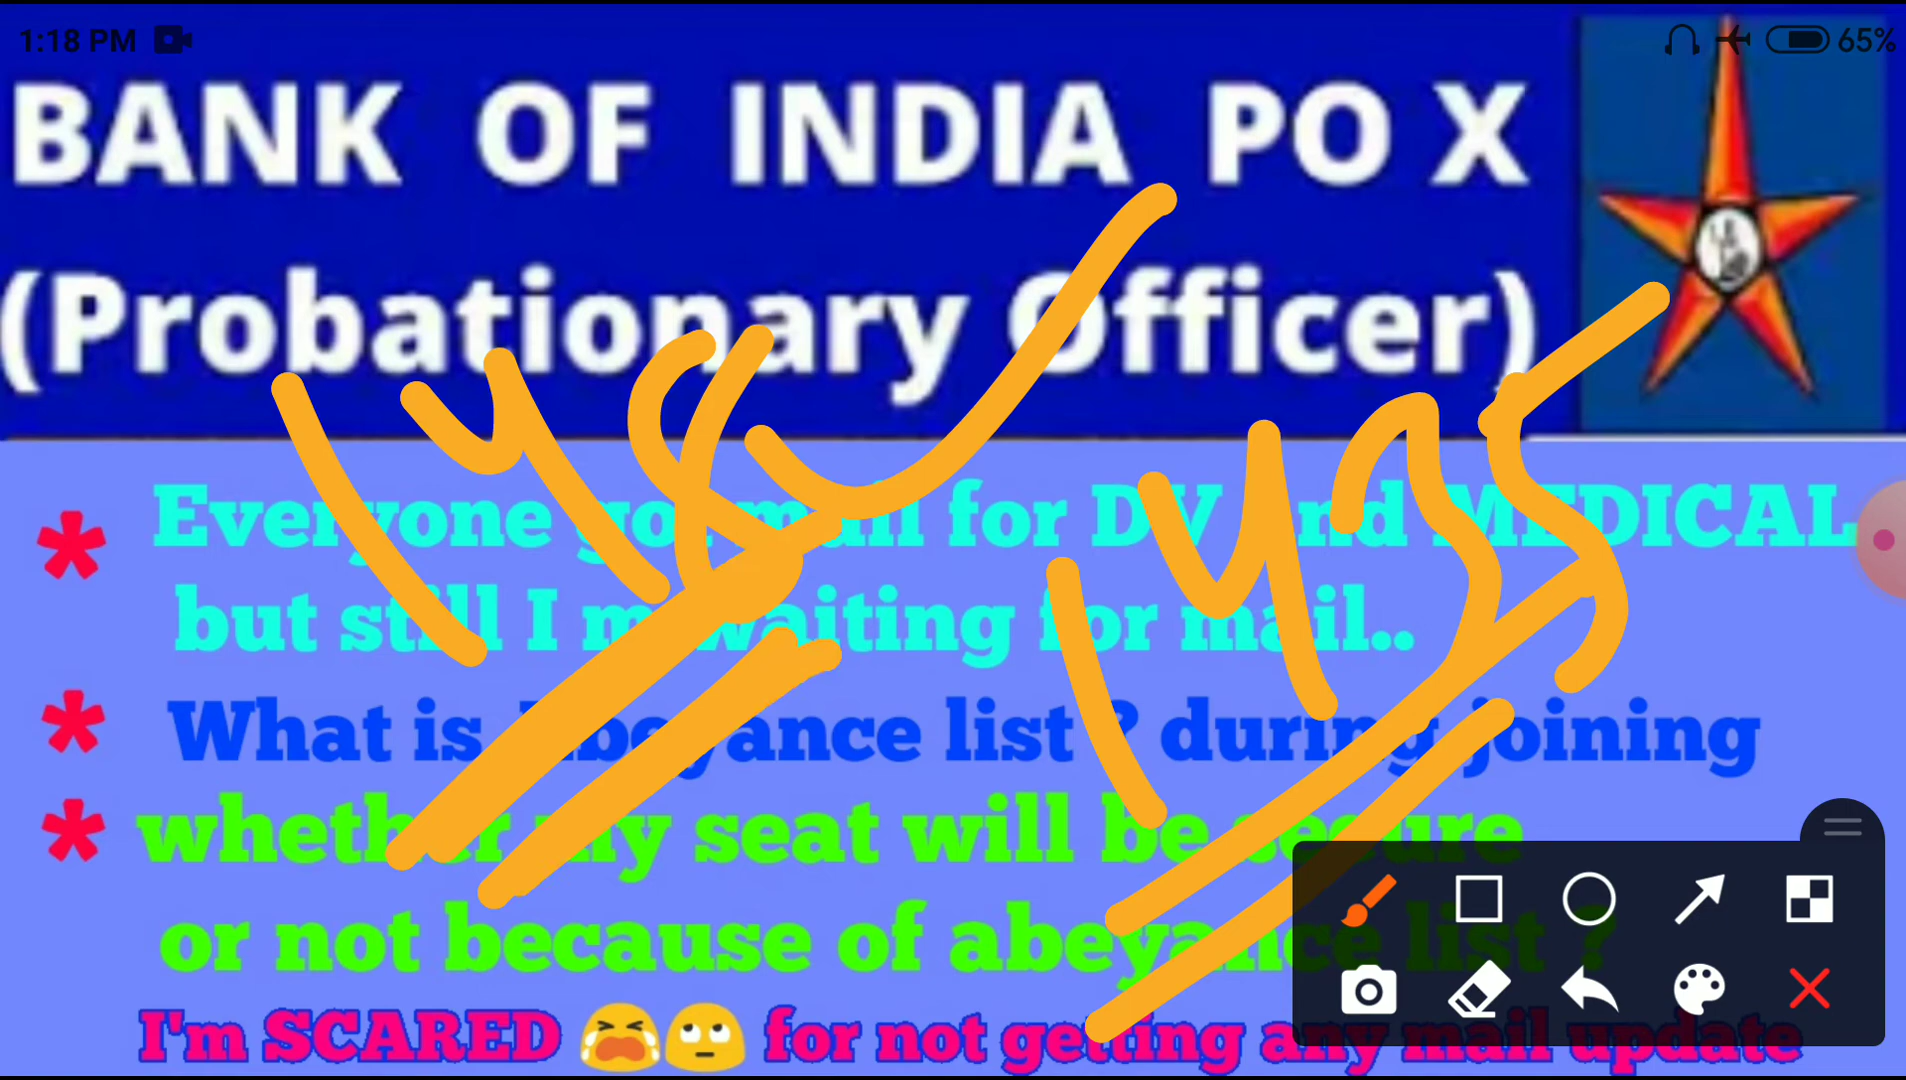 1:18 PM 65%
BANK OF INDIA PO X
(Probationary Officer)
* Everyone got mail for DV and MEDICAL
but still I m waiting for mail..
* What is abeyance list ? during joining
* whether my seat will be secure
or not because of abeyance list ?
I'm SCARED 😭🙄 for not getting any mail update
1435